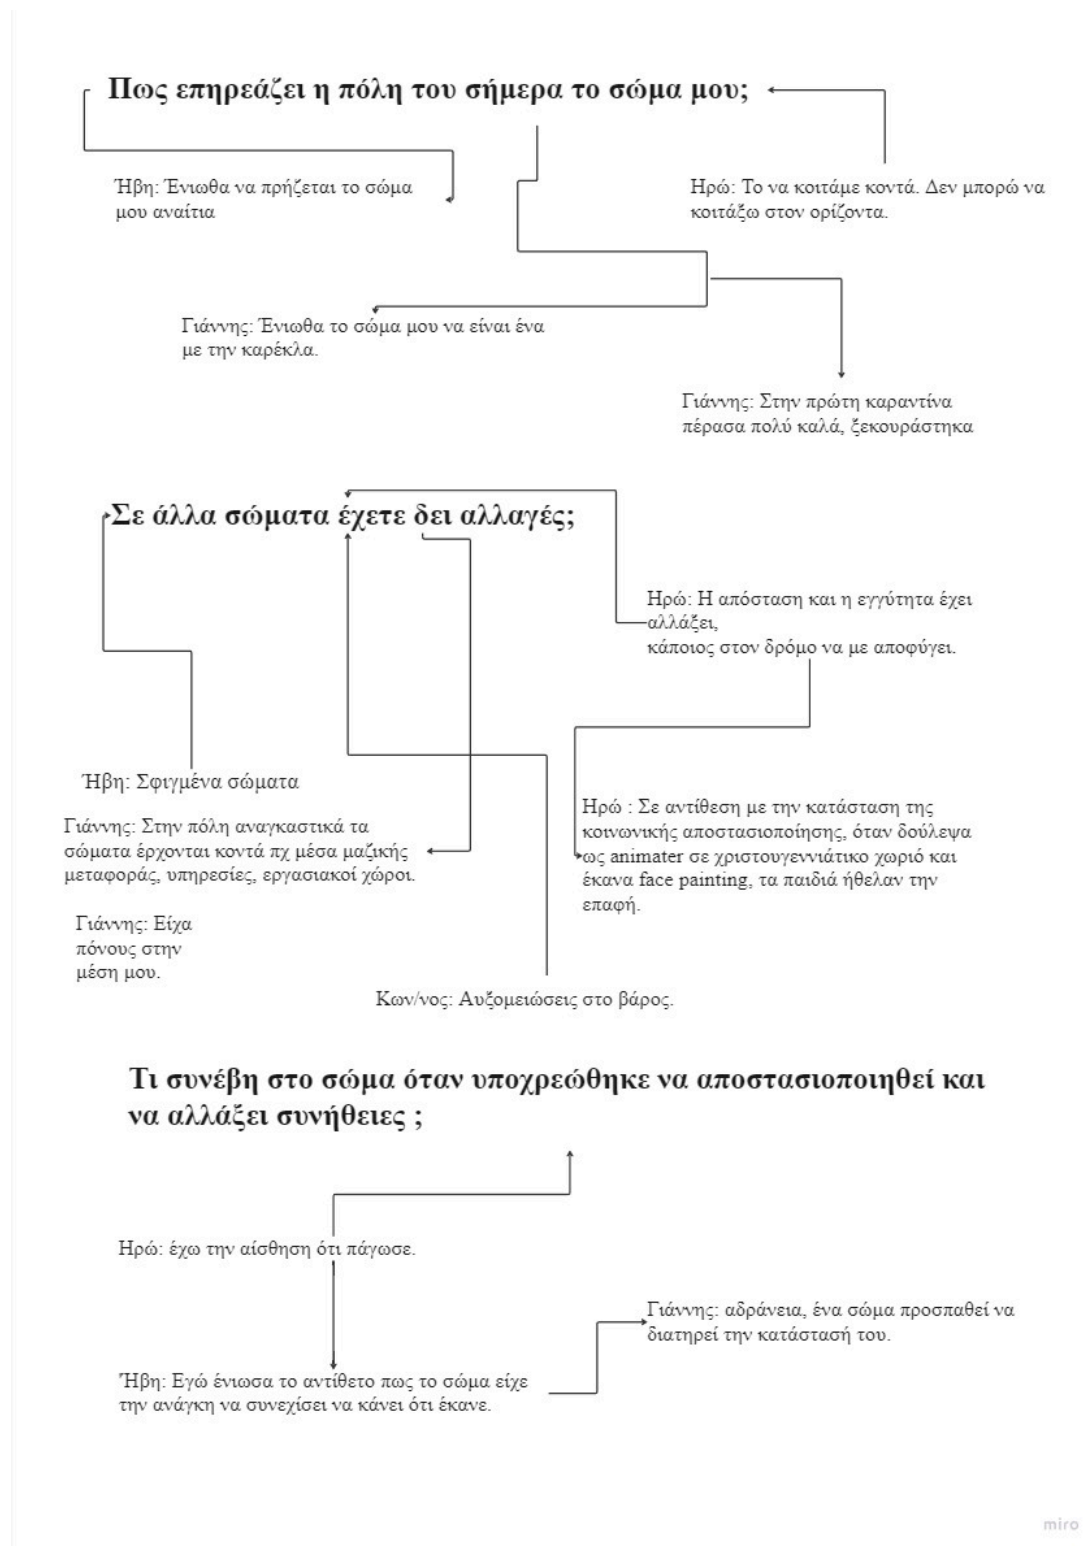 Πως επηρεάζει η πόλη του σήμερα το σώμα μου;
Ήβη: Ένιωθα να πρήζεται το σώμα
μου αναίτια
Ηρώ: Το να κοιτάμε κοντά. Δεν μπορώ να
κοιτάξω στον ορίζοντα.
Γιάννης: Ένιωθα το σώμα μου να είναι ένα
με την καρέκλα.
Γιάννης: Στην πρώτη καραντίνα
πέρασα πολύ καλά, ξεκουράστηκα
Σε άλλα σώματα έχετε δει αλλαγές;
Ηρώ: Η απόσταση και η εγγύτητα έχει
αλλάξει,
κάποιος στον δρόμο να με αποφύγει.
Ήβη: Σφιγμένα σώματα
Γιάννης: Στην πόλη αναγκαστικά τα
σώματα έρχονται κοντά πχ μέσα μαζικής
μεταφοράς, υπηρεσίες, εργασιακοί χώροι.
Ηρώ : Σε αντίθεση με την κατάσταση της
κοινωνικής αποστασιοποίησης, όταν δούλεψα
ως animater σε χριστουγεννιάτικο χωριό και
έκανα face painting, τα παιδιά ήθελαν την
επαφή.
Γιάννης: Είχα
πόνους στην
μέση μου.
Κων/νος: Αυξομειώσεις στο βάρος.
Τι συνέβη στο σώμα όταν υποχρεώθηκε να αποστασιοποιηθεί και
να αλλάξει συνήθειες ;
Ηρώ: έχω την αίσθηση ότι πάγωσε.
Γιάννης: αδράνεια, ένα σώμα προσπαθεί να
διατηρεί την κατάστασή του.
Ήβη: Εγώ ένιωσα το αντίθετο πως το σώμα είχε
την ανάγκη να συνεχίσει να κάνει ότι έκανε.
miro